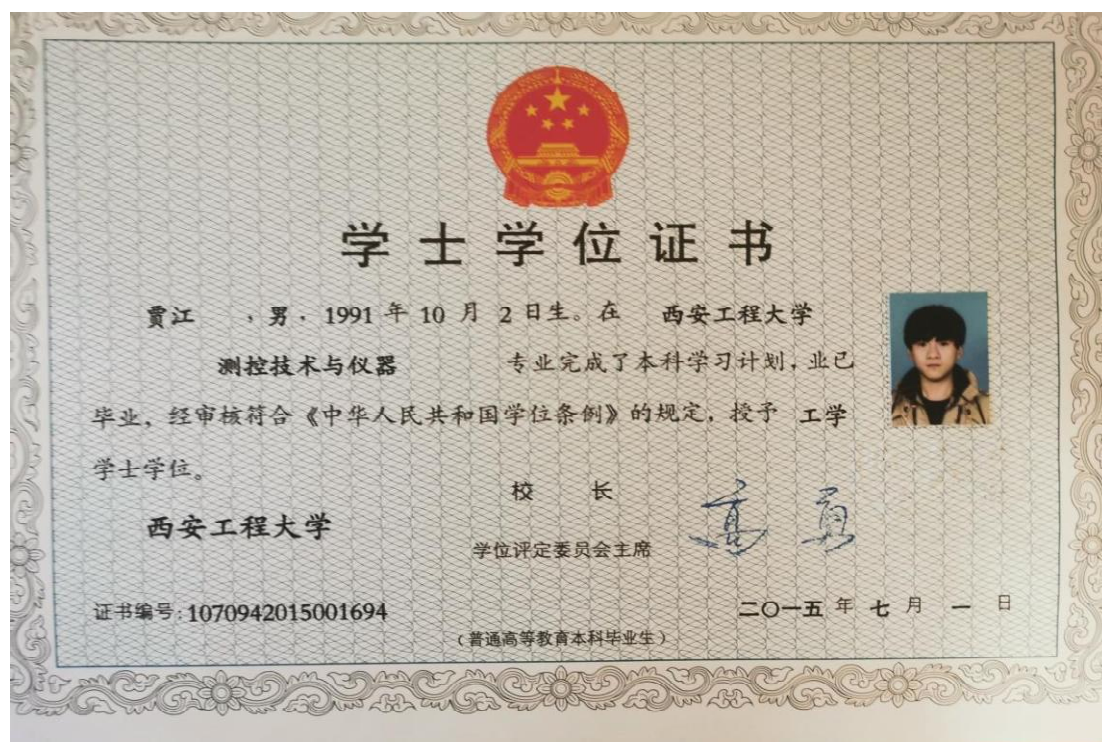 学士学位证书
贾江 ，男，1991 年 10 月 2 日生。在 西安工程大学
测控技术与仪器 专业完成了本科学习计划，业已
毕业，经审核符合《中华人民共和国学位条例》的规定，授予 工学
学士学位。
校 长
高勇
西安工程大学
学位评定委员会主席
证书编号:1070942015001694
二〇一五 年 七 月 一 日
（普通高等教育本科毕业生）